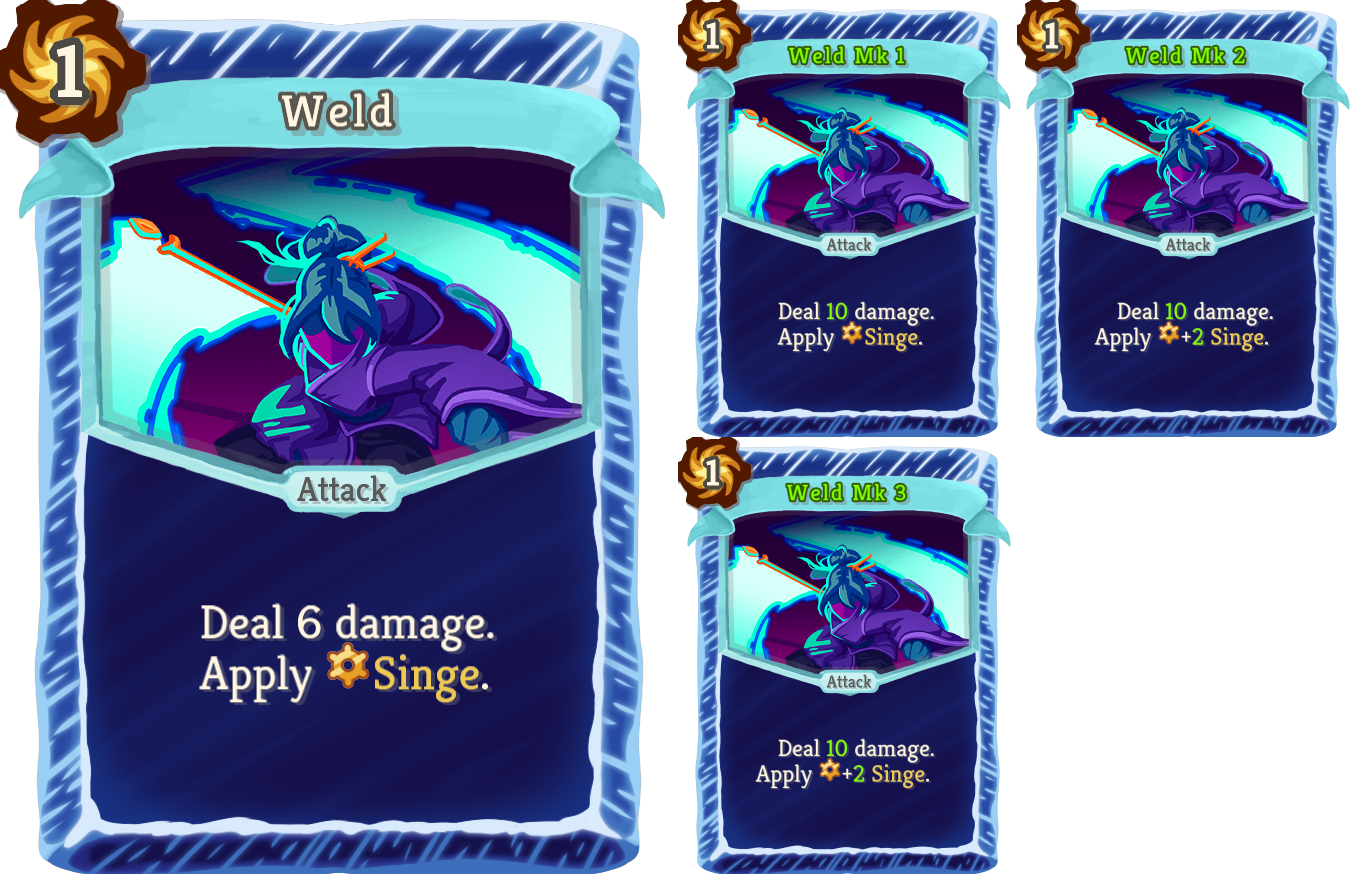 1
Weld
Attack
Deal 6 damage.
Apply Singe.
1
Weld Mk 1
Attack
Deal 10 damage.
Apply Singe.
1
Weld Mk 2
Attack
Deal 10 damage.
Apply +2 Singe.
1
Weld Mk 3
Attack
Deal 10 damage.
Apply +2 Singe.